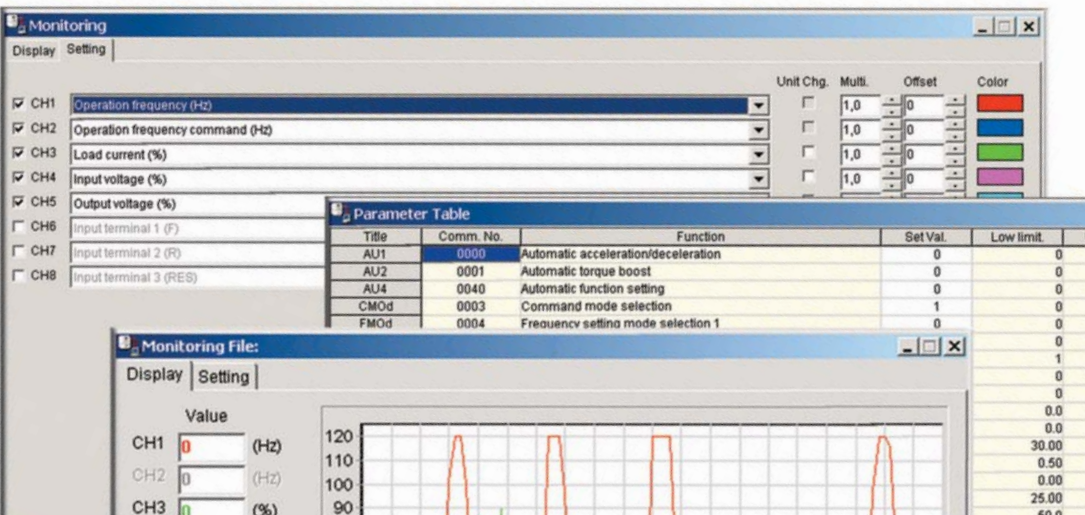 Monitoring
Display Setting
Unit Chg. Multi. Offset Color
CH1 Operation frequency (Hz) 1,0 0
CH2 Operation frequency command (Hz) 1,0 0
CH3 Load current (%) 1,0 0
CH4 Input voltage (%) 1,0 0
CH5 Output voltage (%)
CH6 Input terminal 1 (F)
CH7 Input terminal 2 (R)
CH8 Input terminal 3 (RES)
Parameter Table
Title Comm. No. Function Set Val. Low limit.
AU1 0000 Automatic acceleration/deceleration 0 0
AU2 0001 Automatic torque boost 0 0
AU4 0040 Automatic function setting 0 0
CMOd 0003 Command mode selection 1 0
FMOd 0004 Frequency setting mode selection 1 0 0
0
1
0
0
0.0
0.0
30.00
0.50
0.00
25.00
50.0
Monitoring File:
Display Setting
Value
CH1 0 (Hz)
CH2 0 (Hz)
CH3 0 (%)
120
110
100
90